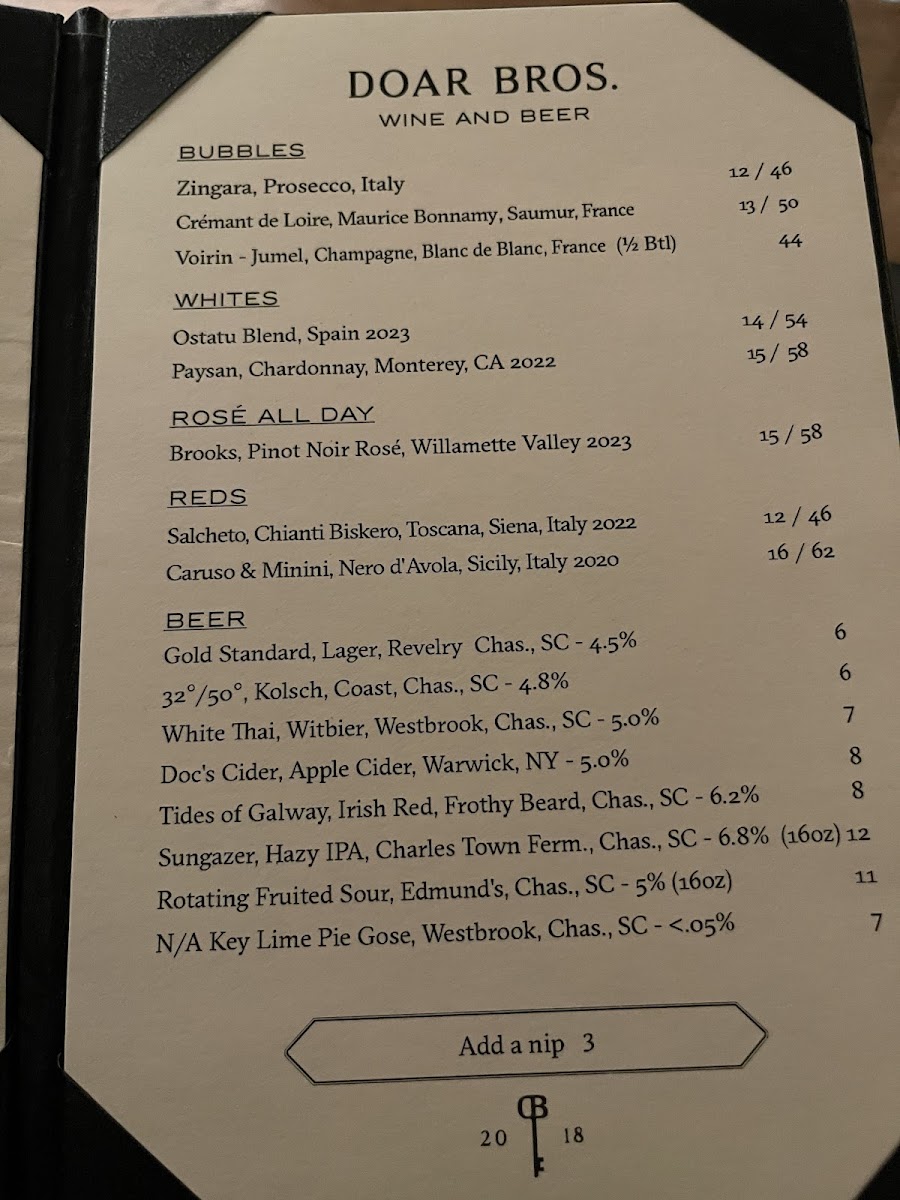 DOAR BROS.
WINE AND BEER
BUBBLES
Zingara, Prosecco, Italy 12 / 46
Crémant de Loire, Maurice Bonnamy, Saumur, France 13 / 50
Voirin - Jumel, Champagne, Blanc de Blanc, France (½ Btl) 44
WHITES
Ostatu Blend, Spain 2023 14 / 54
Paysan, Chardonnay, Monterey, CA 2022 15 / 58
ROSÉ ALL DAY
Brooks, Pinot Noir Rosé, Willamette Valley 2023 15 / 58
REDS
Salcheto, Chianti Biskero, Toscana, Siena, Italy 2022 12 / 46
Caruso & Minini, Nero d'Avola, Sicily, Italy 2020 16 / 62
BEER
Gold Standard, Lager, Revelry Chas., SC - 4.5% 6
32°/50°, Kolsch, Coast, Chas., SC - 4.8% 6
White Thai, Witbier, Westbrook, Chas., SC - 5.0% 7
Doc's Cider, Apple Cider, Warwick, NY - 5.0% 8
Tides of Galway, Irish Red, Frothy Beard, Chas., SC - 6.2% 8
Sungazer, Hazy IPA, Charles Town Ferm., Chas., SC - 6.8% (16oz) 12
Rotating Fruited Sour, Edmund's, Chas., SC - 5% (16oz) 11
N/A Key Lime Pie Gose, Westbrook, Chas., SC - <.05% 7
Add a nip 3
DB
20 18